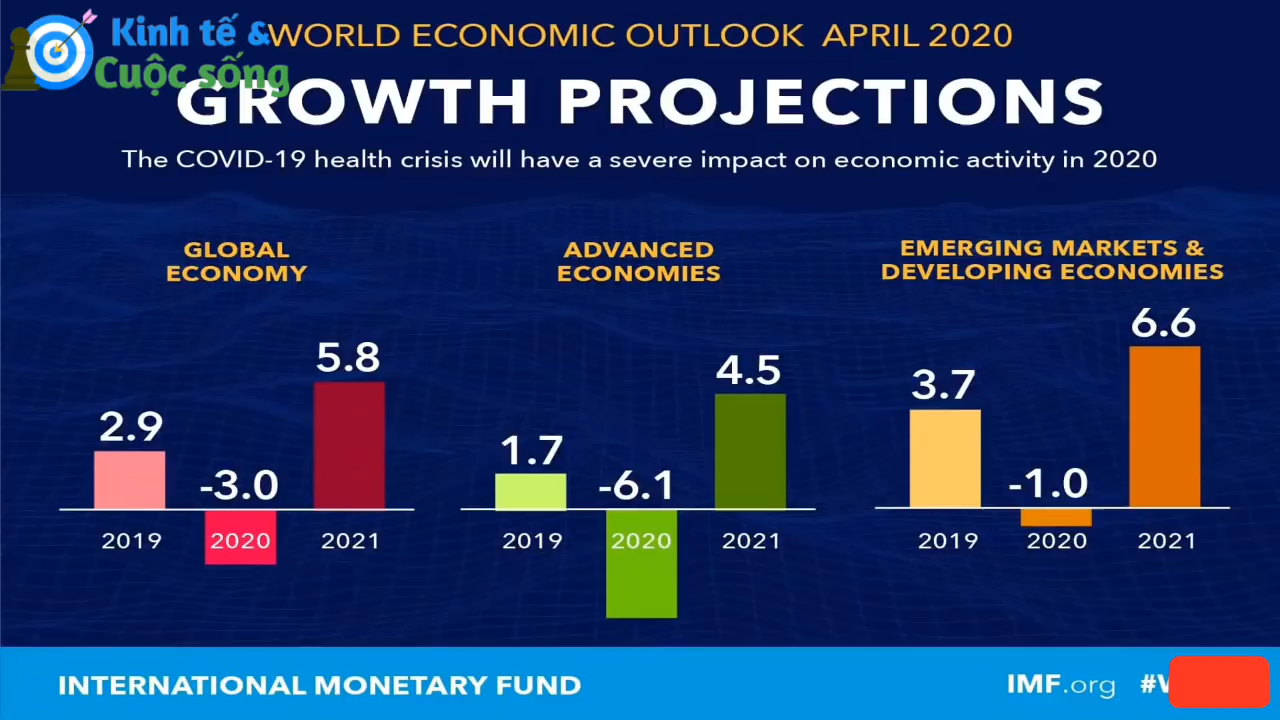 Kinh tế &
Cuộc sống
WORLD ECONOMIC OUTLOOK APRIL 2020
GROWTH PROJECTIONS
The COVID-19 health crisis will have a severe impact on economic activity in 2020
GLOBAL
ECONOMY
2.9
-3.0
5.8
2019
2020
2021
ADVANCED
ECONOMIES
1.7
-6.1
4.5
2019
2020
2021
EMERGING MARKETS &
DEVELOPING ECONOMIES
3.7
-1.0
6.6
2019
2020
2021
INTERNATIONAL MONETARY FUND
IMF.org